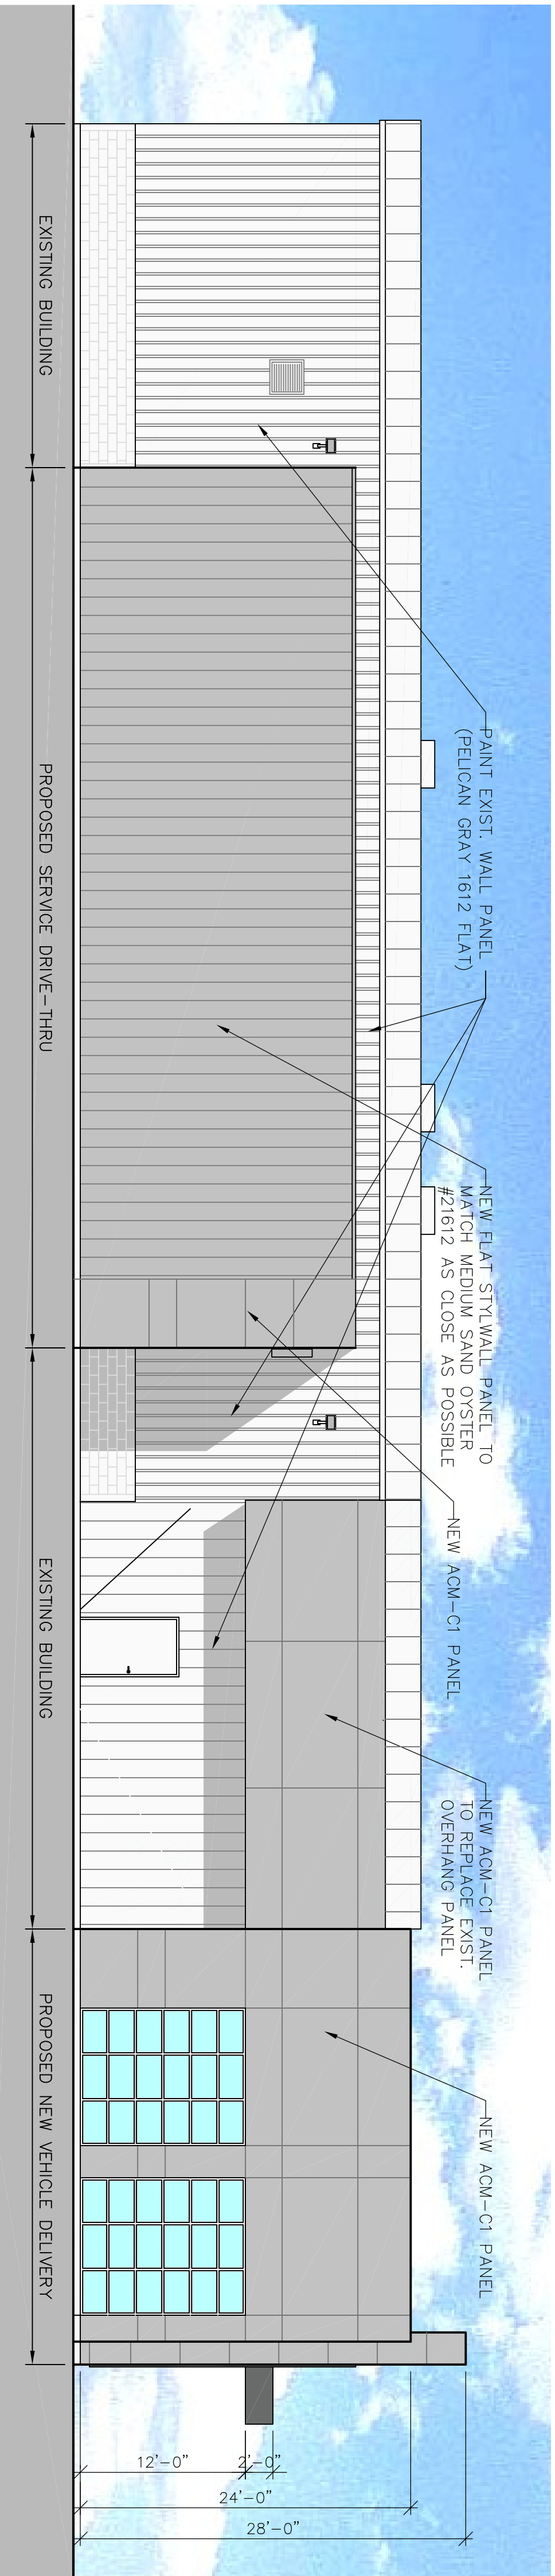 PAINT EXIST. WALL PANEL
(PELICAN GRAY 1612 FLAT)
NEW FLAT STYLWALL PANEL TO
MATCH MEDIUM SAND OYSTER
#21612 AS CLOSE AS POSSIBLE
NEW ACM-C1 PANEL
NEW ACM-C1 PANEL
TO REPLACE EXIST.
OVERHANG PANEL
NEW ACM-C1 PANEL
12'-0"
2'-0"
24'-0"
28'-0"
EXISTING BUILDING
PROPOSED SERVICE DRIVE-THRU
EXISTING BUILDING
PROPOSED NEW VEHICLE DELIVERY